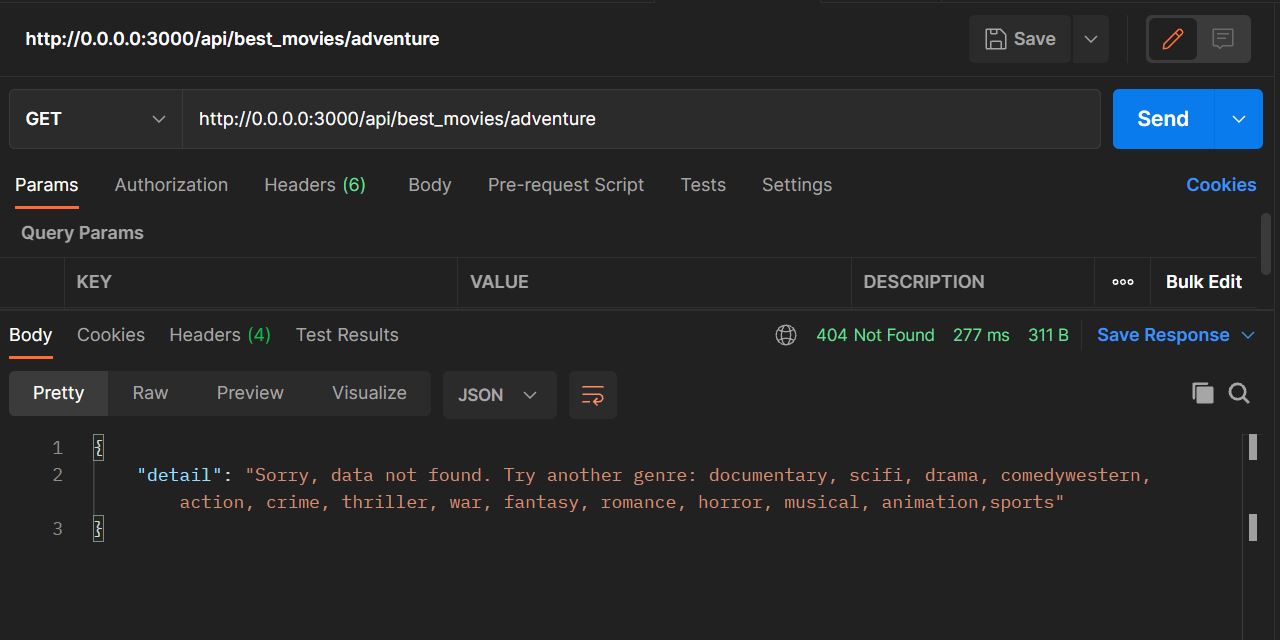 http://0.0.0.0:3000/api/best_movies/adventure
Save
GET
http://0.0.0.0:3000/api/best_movies/adventure
Send
Params Authorization Headers (6) Body Pre-request Script Tests Settings Cookies
Query Params
KEY VALUE DESCRIPTION ooo Bulk Edit
Body Cookies Headers (4) Test Results 404 Not Found 277 ms 311 B Save Response
Pretty Raw Preview Visualize JSON
1 {
2 "detail": "Sorry, data not found. Try another genre: documentary, scifi, drama, comedywestern,
action, crime, thriller, war, fantasy, romance, horror, musical, animation,sports"
3 }